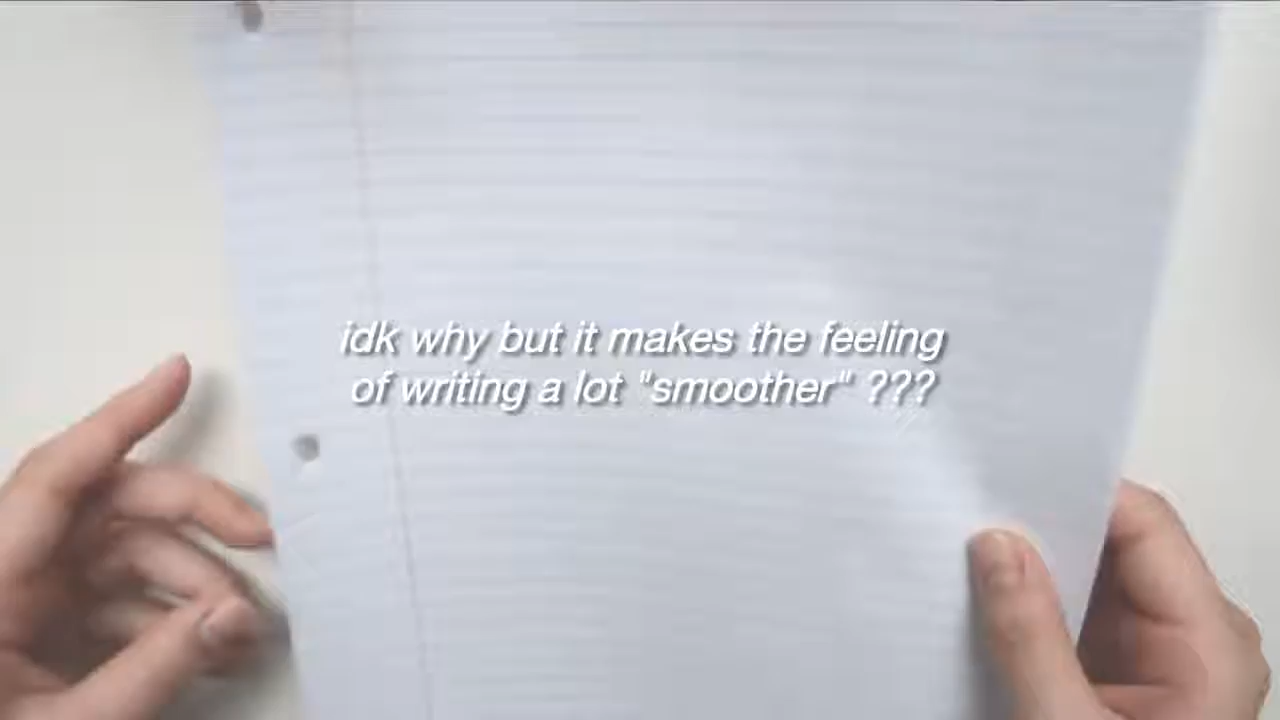 idk why but it makes the feeling
of writing a lot "smoother" ???